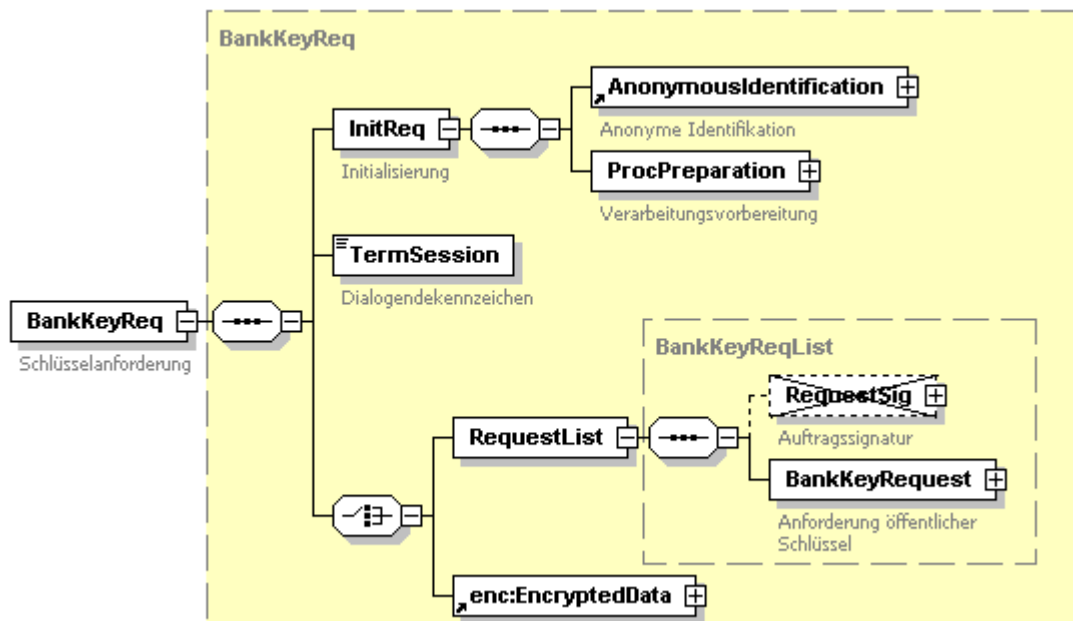 BankKeyReq
AnonymousIdentification
Anonyme Identifikation
InitReq
Initialisierung
ProcPreparation
Verarbeitungsvorbereitung
TermSession
Dialogendekennzeichen
BankKeyReq
Schlüsselanforderung
BankKeyReqList
RequestSig
Auftragssignatur
RequestList
BankKeyRequest
Anforderung öffentlicher
Schlüssel
enc:EncryptedData